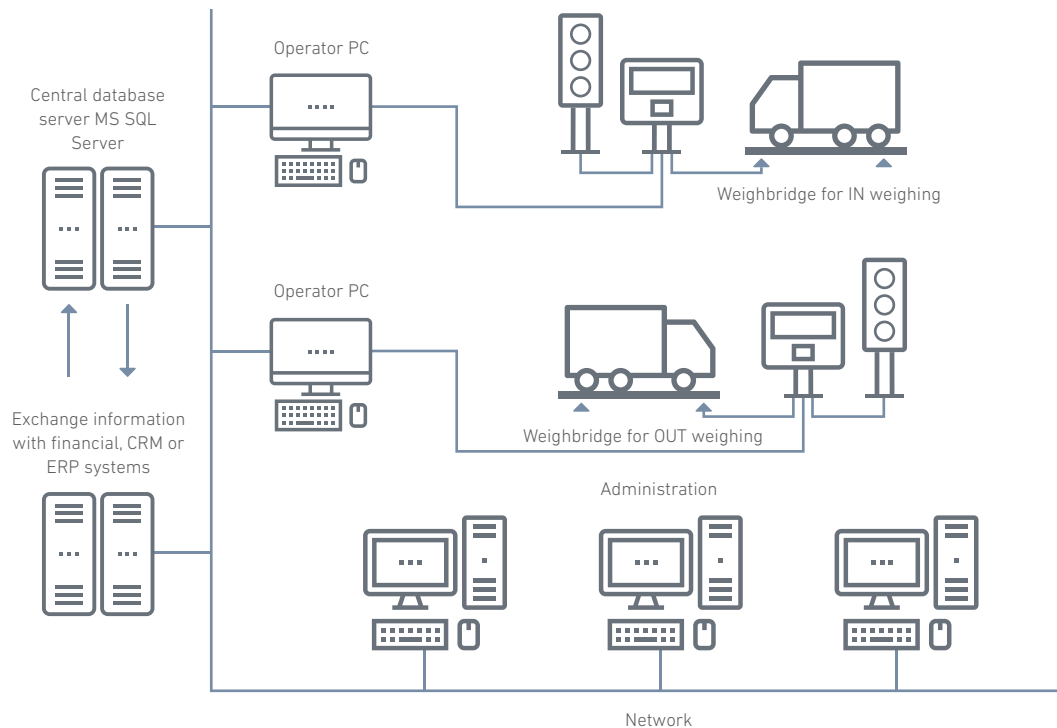 Operator PC
Central database
server MS SQL
Server
Weighbridge for IN weighing
Operator PC
Exchange information
with financial, CRM or
ERP systems
Weighbridge for OUT weighing
Administration
Network